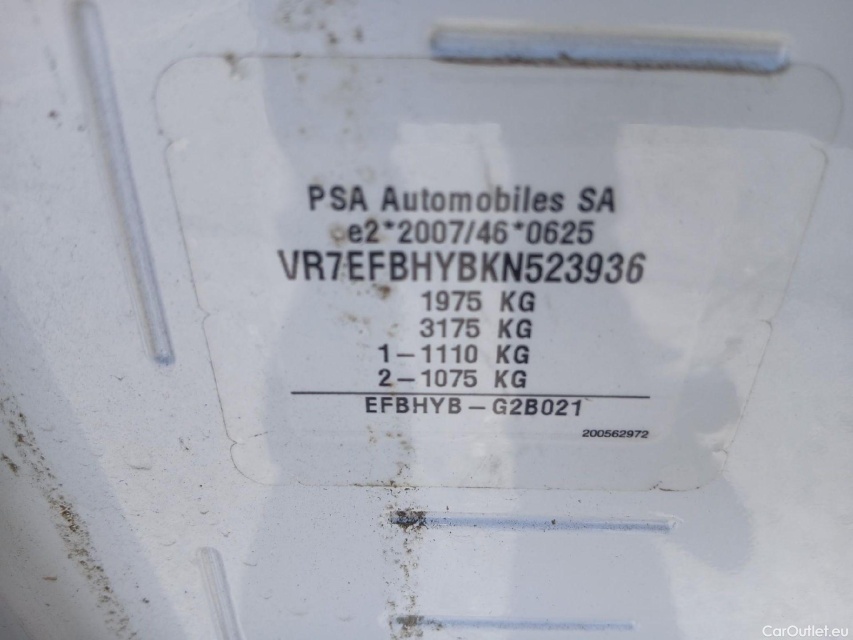 PSA Automobiles SA
e2*2007/46*0625
VR7EFBHYBKN523936
1975 KG
3175 KG
1-1110 KG
2-1075 KG
EFBHYB-G2B021
200562972
CarOutlet.eu